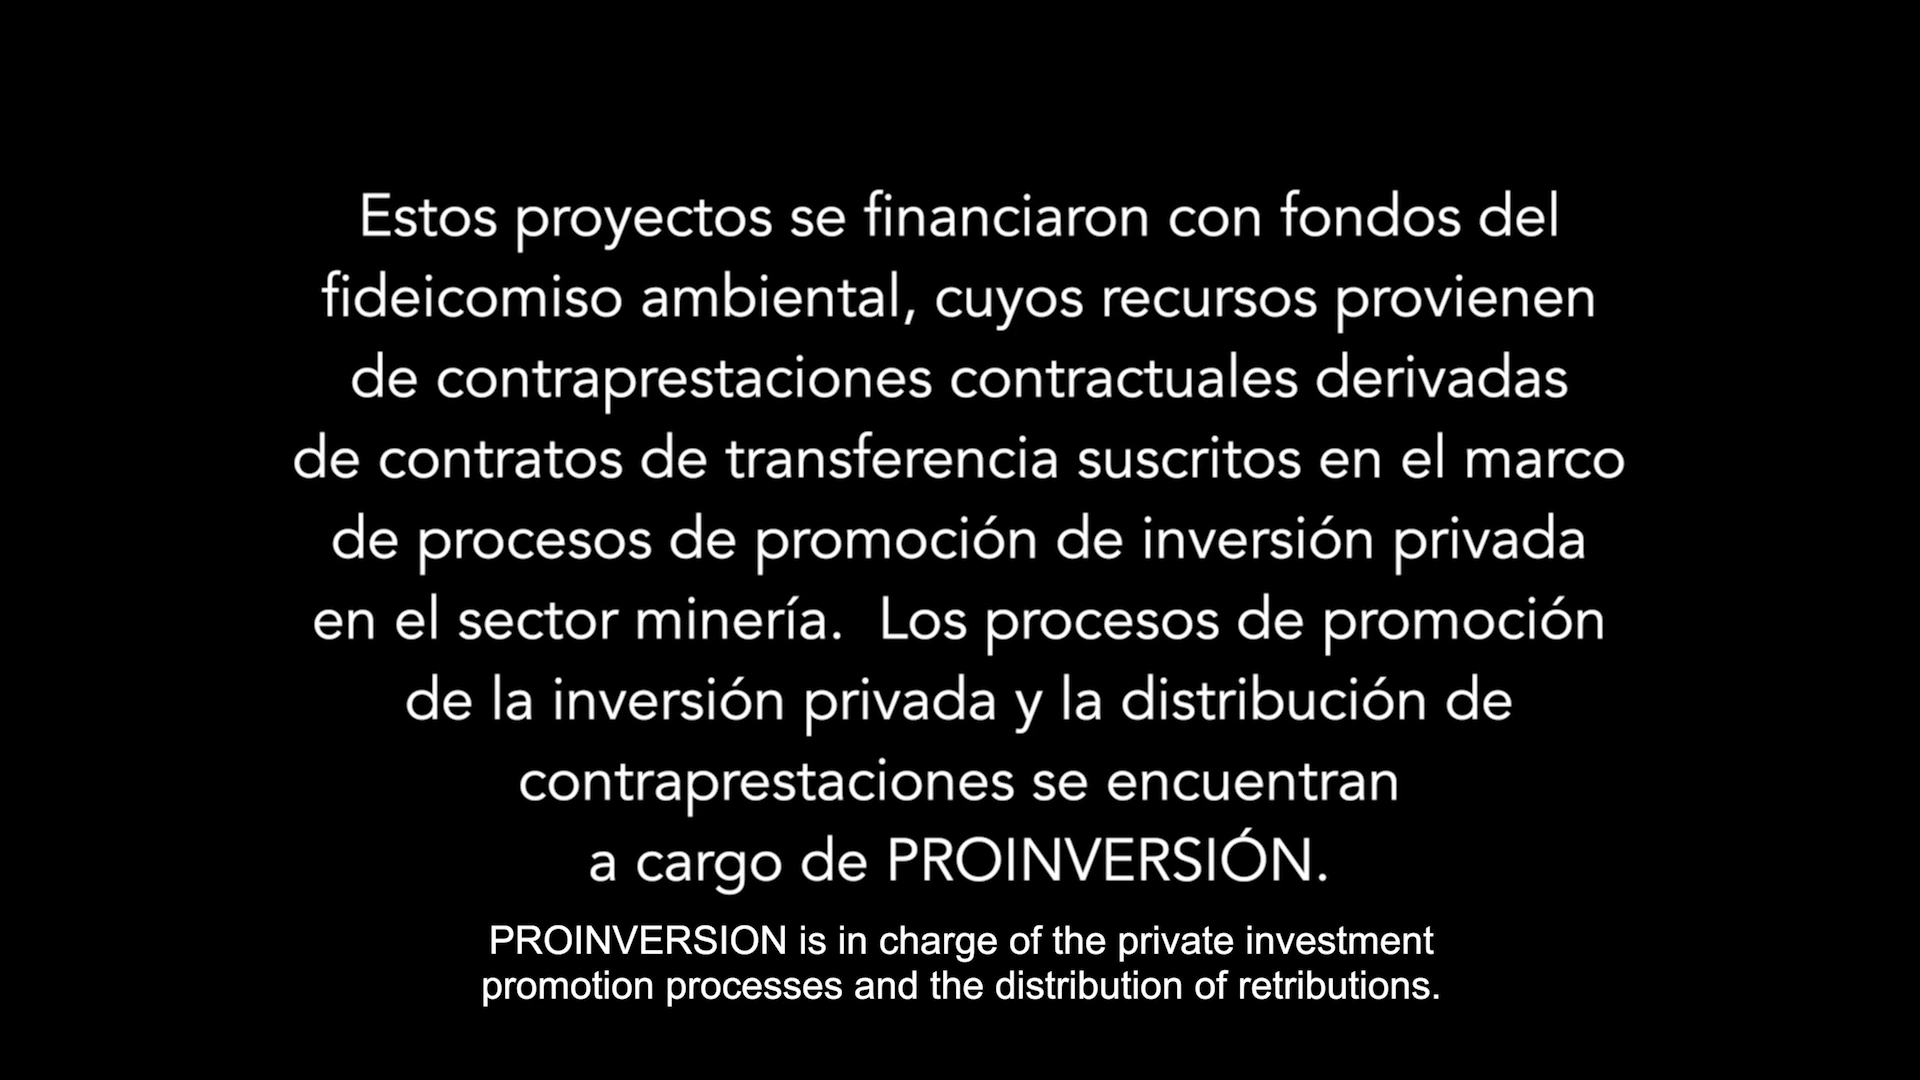 Estos proyectos se financiaron con fondos del
fideicomiso ambiental, cuyos recursos provienen
de contraprestaciones contractuales derivadas
de contratos de transferencia suscritos en el marco
de procesos de promoción de inversión privada
en el sector minería.  Los procesos de promoción
de la inversión privada y la distribución de
contraprestaciones se encuentran
a cargo de PROINVERSIÓN.
PROINVERSION is in charge of the private investment
promotion processes and the distribution of retributions.